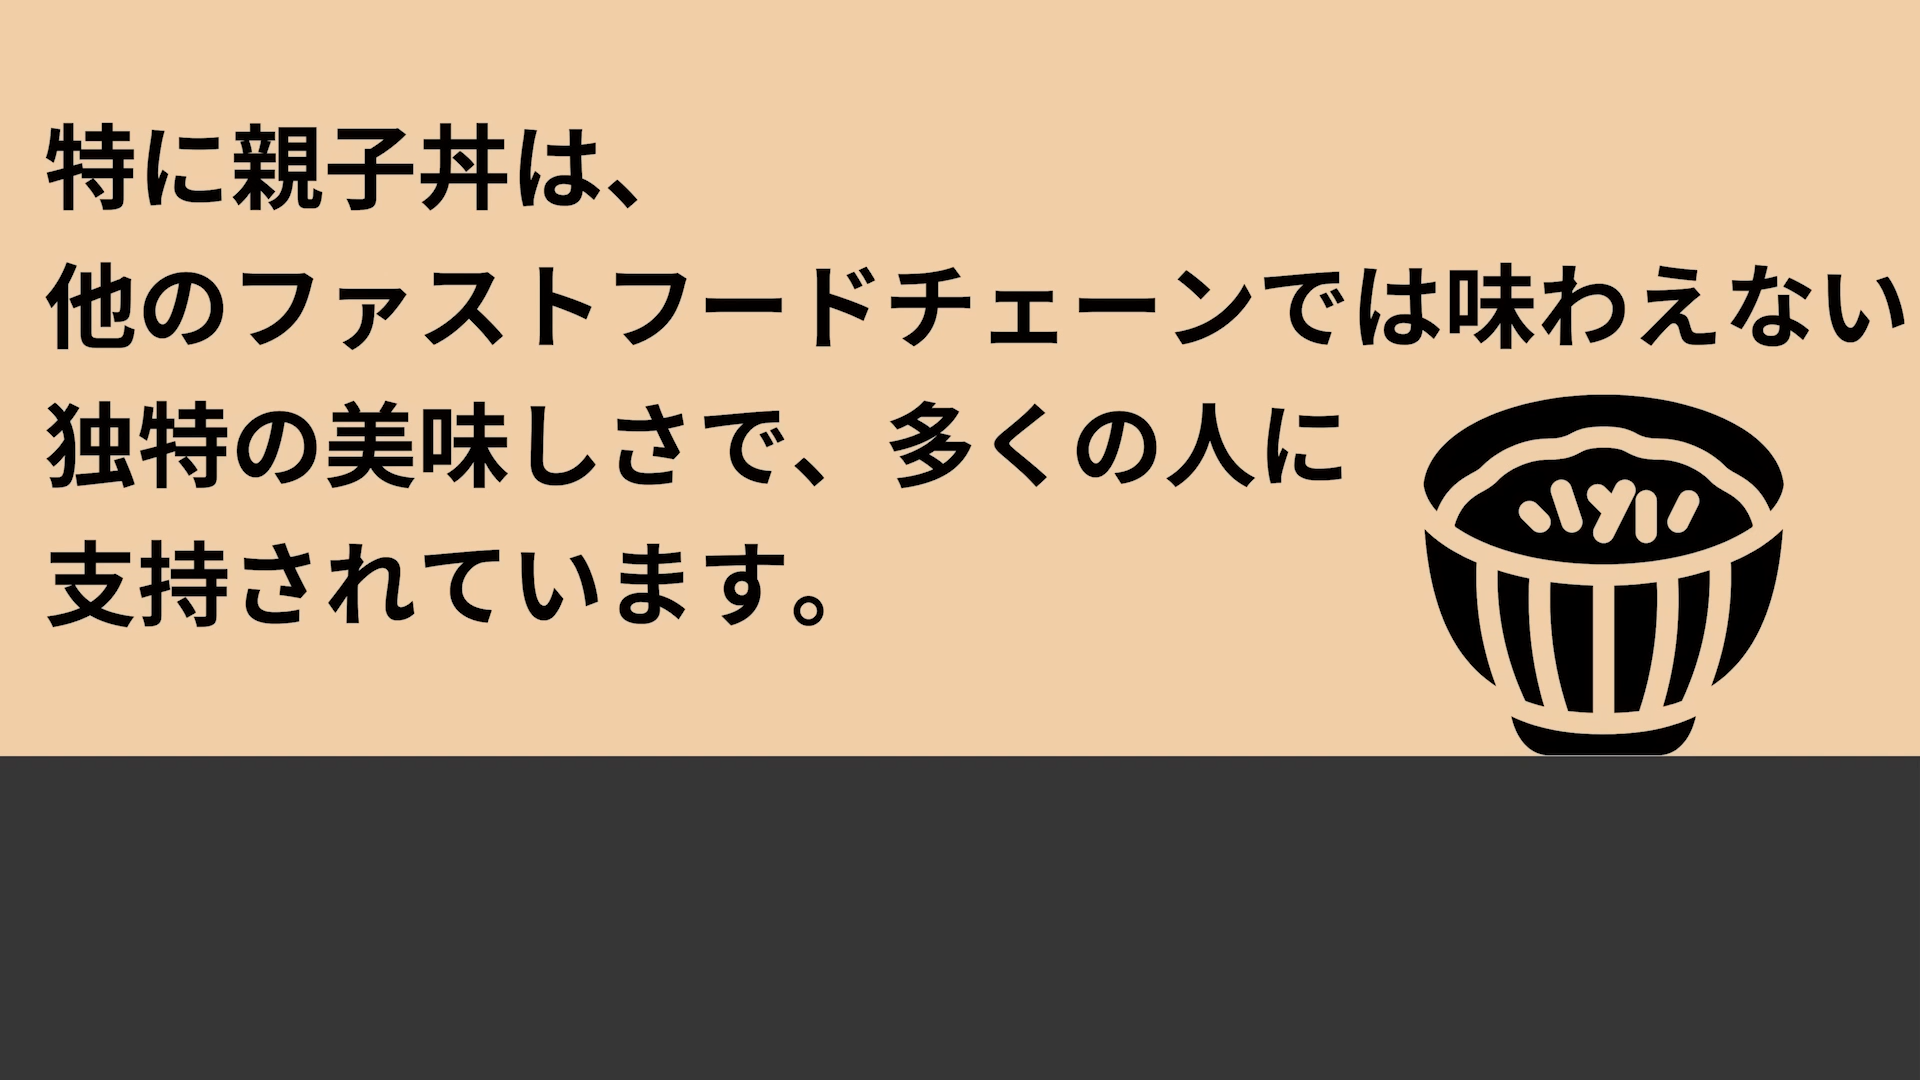 特に親子丼は、
他のファストフードチェーンでは味わえない
独特の美味しさで、多くの人に
支持されています。